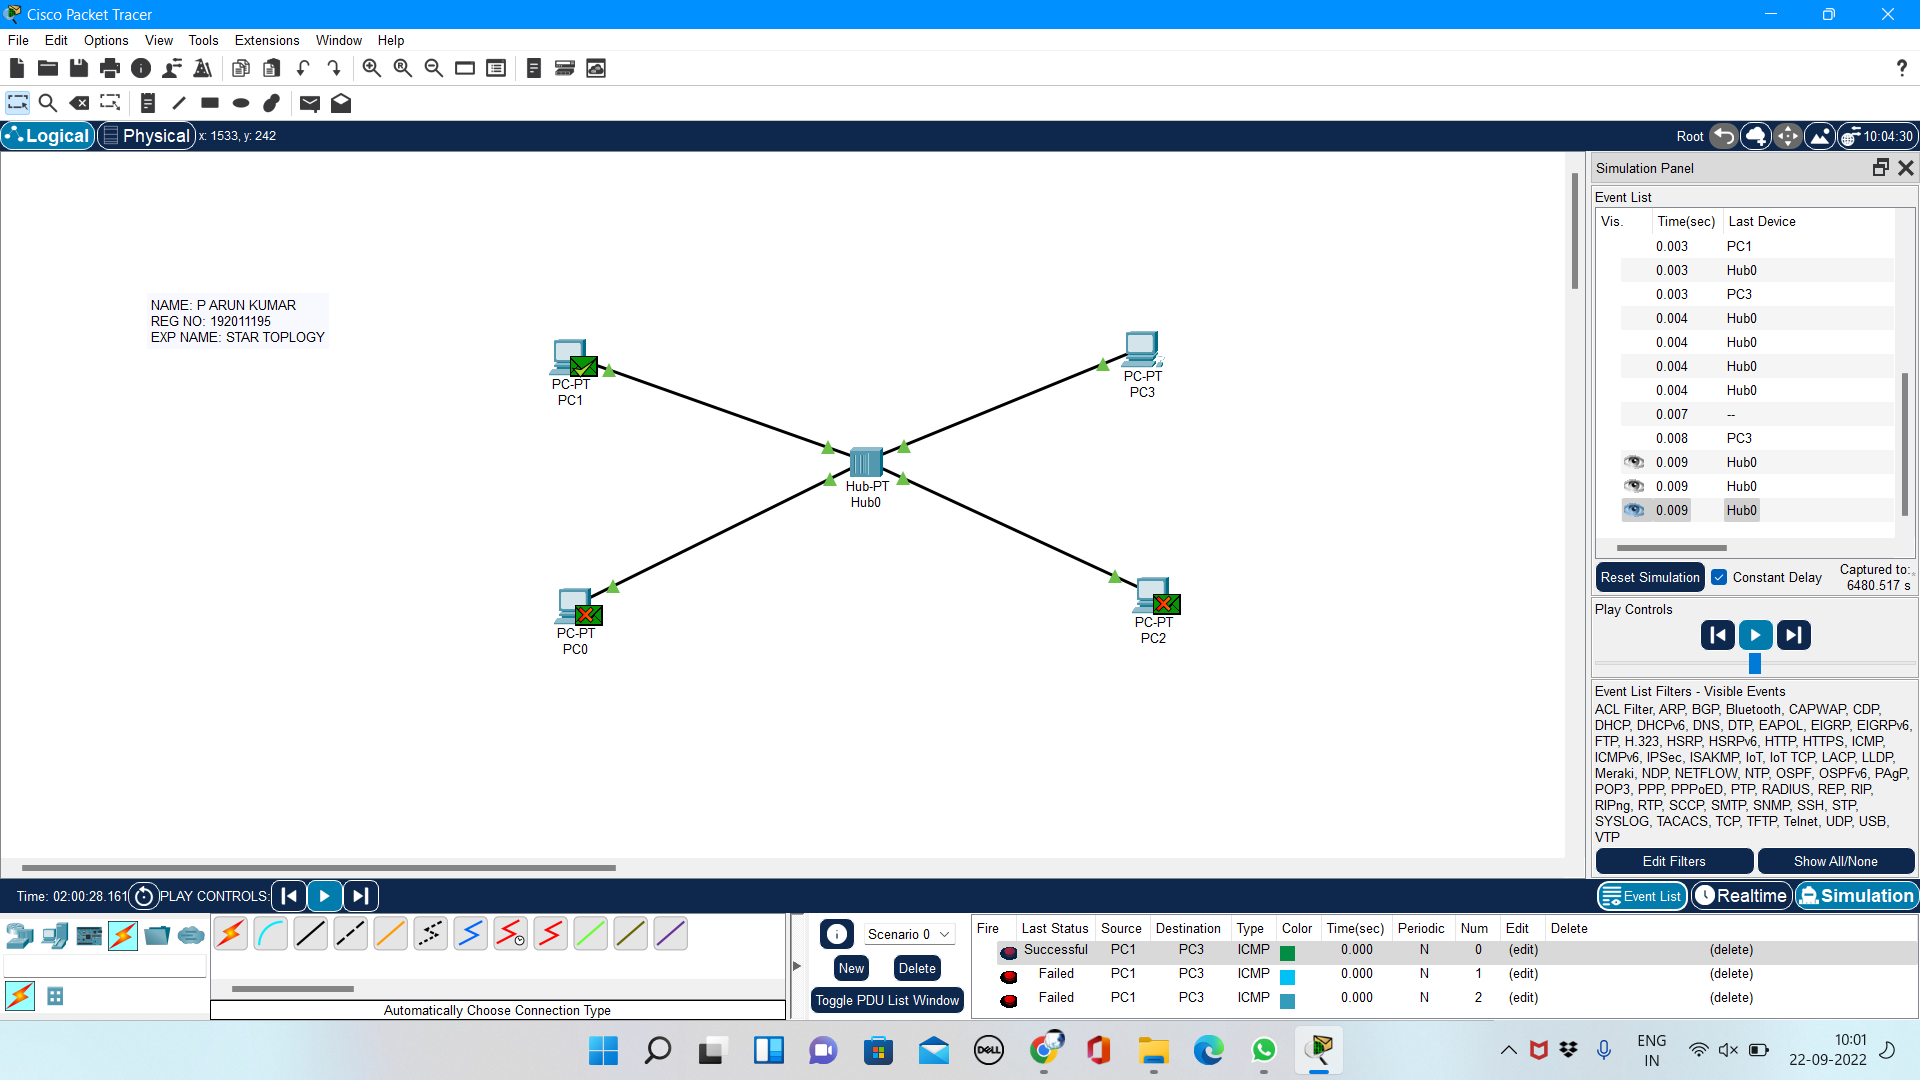 Cisco Packet Tracer
File Edit Options View Tools Extensions Window Help
?
Logical Physical x: 1533, y: 242 Root 10:04:30
NAME: P ARUN KUMAR
REG NO: 192011195
EXP NAME: STAR TOPLOGY
PC-PT
PC1
PC-PT
PC3
Hub-PT
Hub0
PC-PT
PC0
PC-PT
PC2
Simulation Panel
Event List
Vis. Time(sec) Last Device
0.003 PC1
0.003 Hub0
0.003 PC3
0.004 Hub0
0.004 Hub0
0.004 Hub0
0.004 Hub0
0.007 --
0.008 PC3
0.009 Hub0
0.009 Hub0
0.009 Hub0
Reset Simulation Constant Delay Captured to:
6480.517 s
Play Controls
Event List Filters - Visible Events
ACL Filter, ARP, BGP, Bluetooth, CAPWAP, CDP,
DHCP, DHCPv6, DNS, DTP, EAPOL, EIGRP, EIGRPv6,
FTP, H.323, HSRP, HSRPv6, HTTP, HTTPS, ICMP,
ICMPv6, IPSec, ISAKMP, IoT, IoT TCP, LACP, LLDP,
Meraki, NDP, NETFLOW, NTP, OSPF, OSPFv6, PAgP,
POP3, PPP, PPPoED, PTP, RADIUS, REP, RIP,
RIPng, RTP, SCCP, SMTP, SNMP, SSH, STP,
SYSLOG, TACACS, TCP, TFTP, Telnet, UDP, USB,
VTP
Edit Filters Show All/None
Time: 02:00:28.161 PLAY CONTROLS: Event List Realtime Simulation
Automatically Choose Connection Type
Scenario 0
New Delete
Toggle PDU List Window
Fire Last Status Source Destination Type Color Time(sec) Periodic Num Edit Delete
Successful PC1 PC3 ICMP 0.000 N 0 (edit) (delete)
Failed PC1 PC3 ICMP 0.000 N 1 (edit) (delete)
Failed PC1 PC3 ICMP 0.000 N 2 (edit) (delete)
DELL
ENG
IN
10:01
22-09-2022